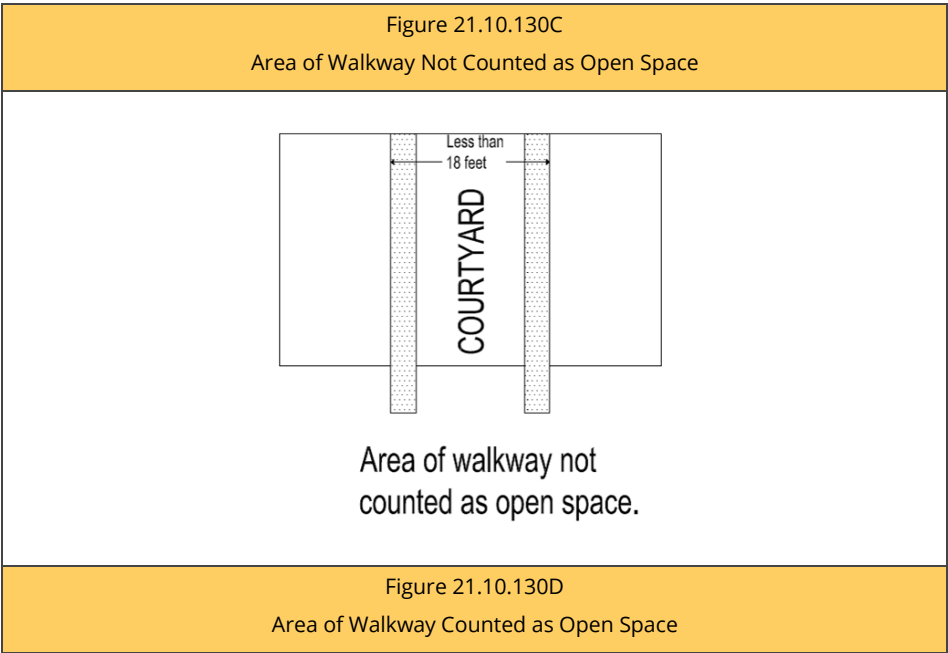 Figure 21.10.130C
Area of Walkway Not Counted as Open Space
Less than
18 feet
COURTYARD
Area of walkway not
counted as open space.
Figure 21.10.130D
Area of Walkway Counted as Open Space